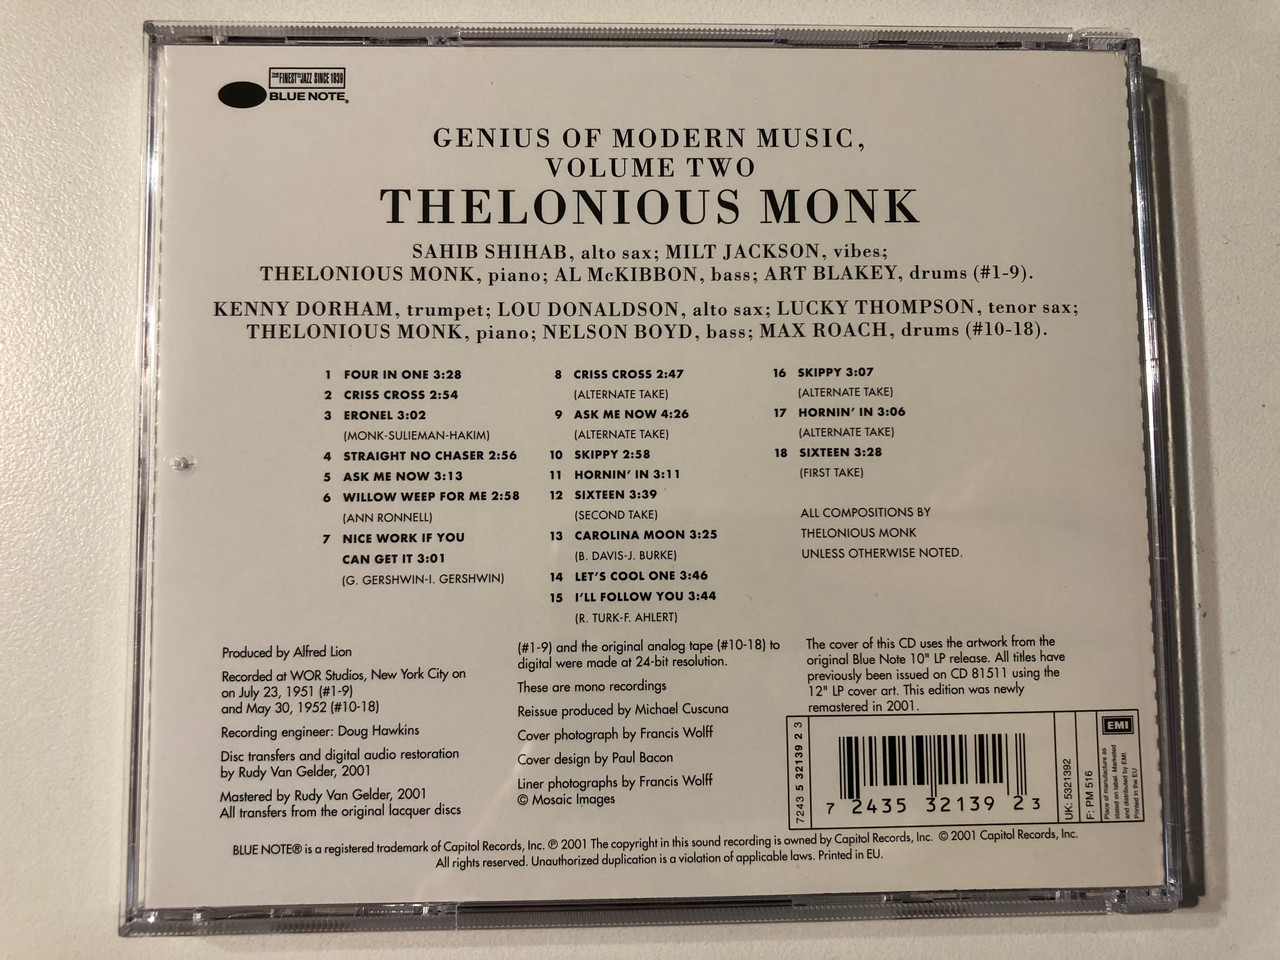 THE FINEST IN JAZZ SINCE 1939
BLUE NOTE®
GENIUS OF MODERN MUSIC,
VOLUME TWO
THELONIOUS MONK
SAHIB SHIHAB, alto sax; MILT JACKSON, vibes;
THELONIOUS MONK, piano; AL McKIBBON, bass; ART BLAKEY, drums (#1-9).
KENNY DORHAM, trumpet; LOU DONALDSON, alto sax; LUCKY THOMPSON, tenor sax;
THELONIOUS MONK, piano; NELSON BOYD, bass; MAX ROACH, drums (#10-18).
1 FOUR IN ONE 3:28
2 CRISS CROSS 2:54
3 ERONEL 3:02
(MONK-SULIEMAN-HAKIM)
4 STRAIGHT NO CHASER 2:56
5 ASK ME NOW 3:13
6 WILLOW WEEP FOR ME 2:58
(ANN RONNELL)
7 NICE WORK IF YOU
CAN GET IT 3:01
(G. GERSHWIN-I. GERSHWIN)
8 CRISS CROSS 2:47
(ALTERNATE TAKE)
9 ASK ME NOW 4:26
(ALTERNATE TAKE)
10 SKIPPY 2:58
11 HORNIN' IN 3:11
12 SIXTEEN 3:39
(SECOND TAKE)
13 CAROLINA MOON 3:25
(B. DAVIS-J. BURKE)
14 LET'S COOL ONE 3:46
15 I'LL FOLLOW YOU 3:44
(R. TURK-F. AHLERT)
16 SKIPPY 3:07
(ALTERNATE TAKE)
17 HORNIN' IN 3:06
(ALTERNATE TAKE)
18 SIXTEEN 3:28
(FIRST TAKE)
ALL COMPOSITIONS BY
THELONIOUS MONK
UNLESS OTHERWISE NOTED.
Produced by Alfred Lion
Recorded at WOR Studios, New York City on
on July 23, 1951 (#1-9)
and May 30, 1952 (#10-18)
Recording engineer: Doug Hawkins
Disc transfers and digital audio restoration
by Rudy Van Gelder, 2001
Mastered by Rudy Van Gelder, 2001
All transfers from the original lacquer discs
(#1-9) and the original analog tape (#10-18) to
digital were made at 24-bit resolution.
These are mono recordings
Reissue produced by Michael Cuscuna
Cover photograph by Francis Wolff
Cover design by Paul Bacon
Liner photographs by Francis Wolff
© Mosaic Images
The cover of this CD uses the artwork from the
original Blue Note 10" LP release. All titles have
previously been issued on CD 81511 using the
12" LP cover art. This edition was newly
remastered in 2001.
7243 5 32139 2 3
7 2435 32139 2 3
UK: 5321392
F: PM 516
EMI
Place of manufacture as
stated on label. Marketed
and distributed by EMI.
Printed in the EU
BLUE NOTE® is a registered trademark of Capitol Records, Inc. ℗ 2001 The copyright in this sound recording is owned by Capitol Records, Inc. © 2001 Capitol Records, Inc.
All rights reserved. Unauthorized duplication is a violation of applicable laws. Printed in EU.